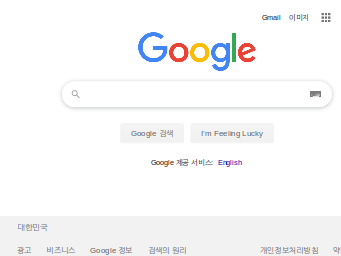 Gmail 이미지
Google
Google 검색 I'm Feeling Lucky
Google 제공 서비스: English
대한민국
광고 비즈니스 Google 정보 검색의 원리 개인정보처리방침 약